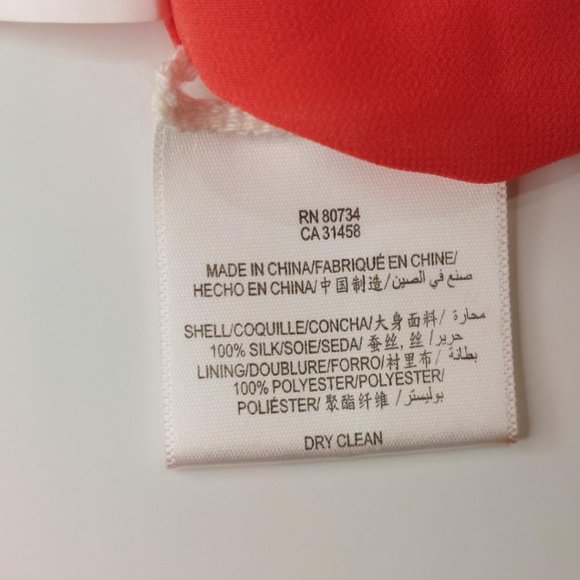 RN 80734
CA 31458
MADE IN CHINA/FABRIQUÉ EN CHINE/
HECHO EN CHINA/中国制造/صنع في الصين
SHELL/COQUILLE/CONCHA/大身面料/ محارة/
100% SILK/SOIE/SEDA/ 蚕丝, 丝 /حرير
LINING/DOUBLURE/FORRO/衬里布/ بطانة/
100% POLYESTER/POLYESTER/
POLIÉSTER/ 聚酯纤维/ بوليستر
DRY CLEAN